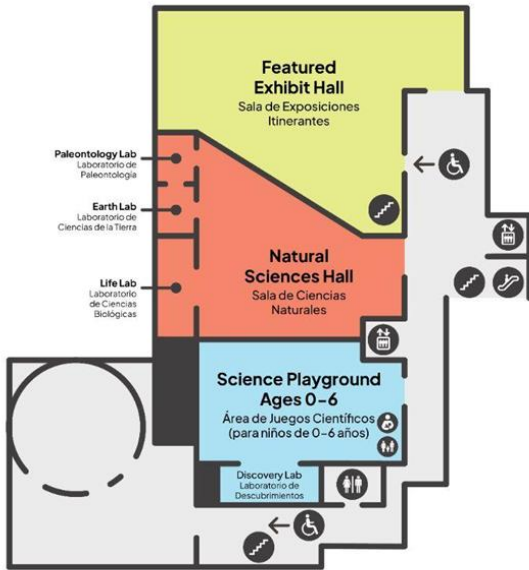 Featured
Exhibit Hall
Sala de Exposiciones
Itinerantes
Paleontology Lab
Laboratorio de
Paleontología
Earth Lab
Laboratorio de
Ciencias de la Tierra
Natural
Sciences Hall
Sala de Ciencias
Naturales
Life Lab
Laboratorio
de Ciencias
Biológicas
Science Playground
Ages 0-6
Área de Juegos Científicos
(para niños de 0-6 años)
Discovery Lab
Laboratorio de
Descubrimientos